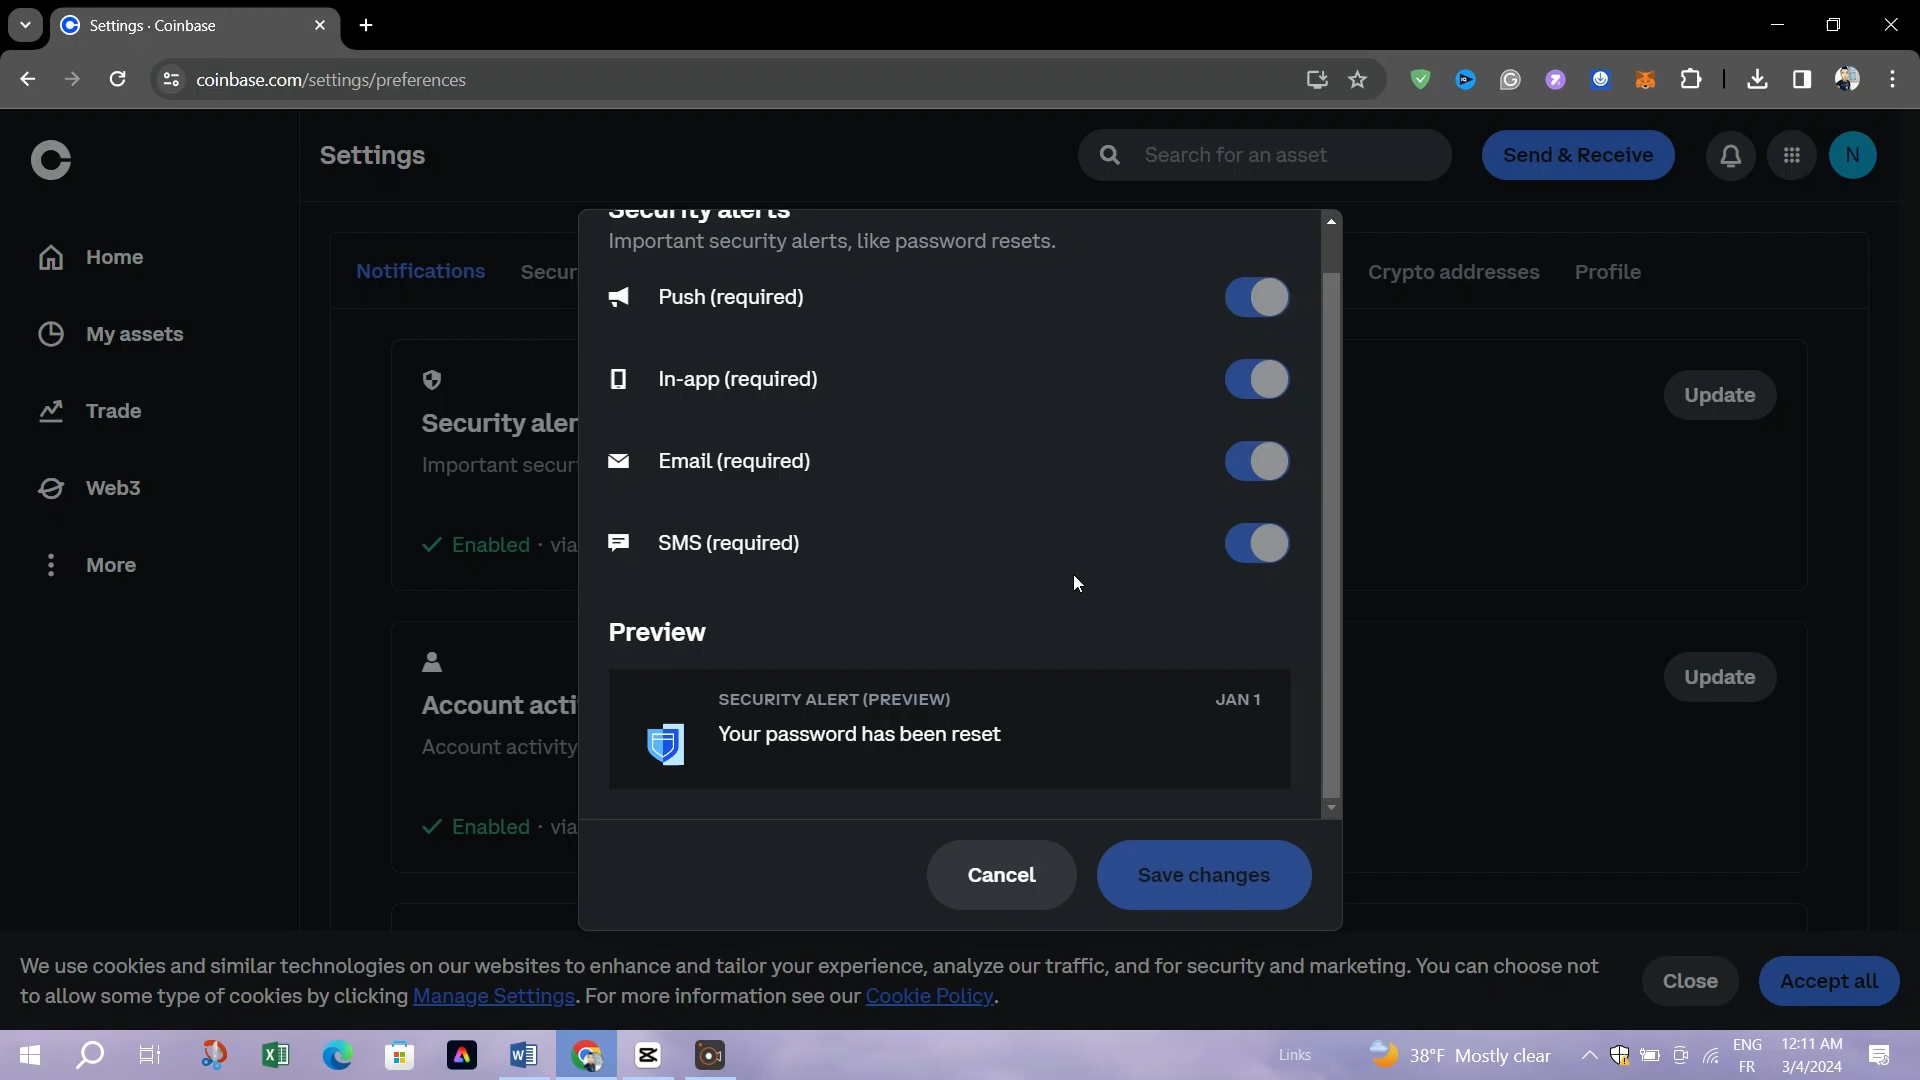 Settings · Coinbase
coinbase.com/settings/preferences
Settings
Search for an asset
Send & Receive
N
Home
My assets
Trade
Web3
More
Notifications
Secur
Crypto addresses
Profile
Security aler
Important securi
Enabled · via
Update
Account acti
Account activity
Enabled · via
Update
Security alerts
Important security alerts, like password resets.
Push (required)
In-app (required)
Email (required)
SMS (required)
Preview
SECURITY ALERT (PREVIEW)
JAN 1
Your password has been reset
Cancel
Save changes
We use cookies and similar technologies on our websites to enhance and tailor your experience, analyze our traffic, and for security and marketing. You can choose not
to allow some type of cookies by clicking Manage Settings. For more information see our Cookie Policy.
Close
Accept all
Links
38°F Mostly clear
ENG
FR
12:11 AM
3/4/2024